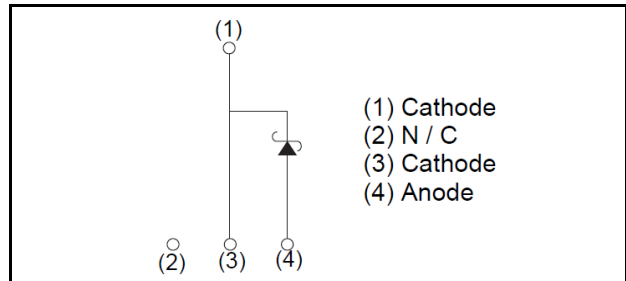 (1)
(1) Cathode
(2) N / C
(3) Cathode
(4) Anode
(2) (3) (4)